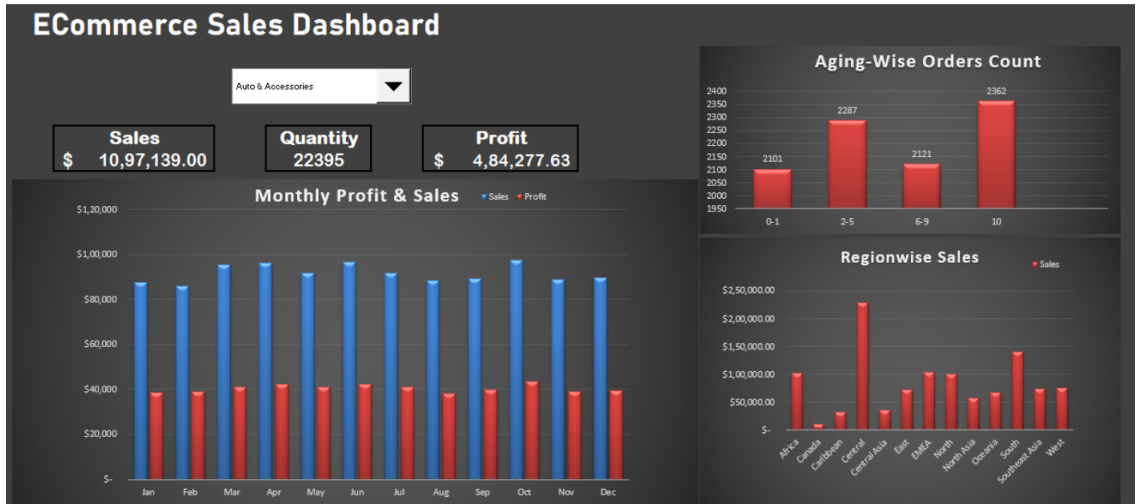 ECommerce Sales Dashboard
Auto & Accessories
Sales
$ 10,97,139.00
Quantity
22395
Profit
$ 4,84,277.63
Monthly Profit & Sales
Sales Profit
$1,20,000
$1,00,000
$80,000
$60,000
$40,000
$20,000
$-
Jan Feb Mar Apr May Jun Jul Aug Sep Oct Nov Dec
Aging-Wise Orders Count
2400
2350
2300
2250
2200
2150
2100
2050
2000
1950
2101
2287
2121
2362
0-1 2-5 6-9 10
Regionwise Sales
Sales
$2,50,000.00
$2,00,000.00
$1,50,000.00
$1,00,000.00
$50,000.00
$-
Africa
Canada
Caribbean
Central
Central Asia
East
EMEA
North
North Asia
Oceania
South
Southeast Asia
West